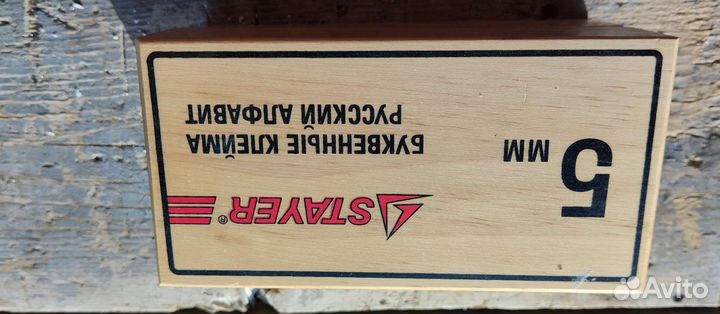 STAYER®
5 ММ
БУКВЕННЫЕ КЛЕЙМА
РУССКИЙ АЛФАВИТ
Avito